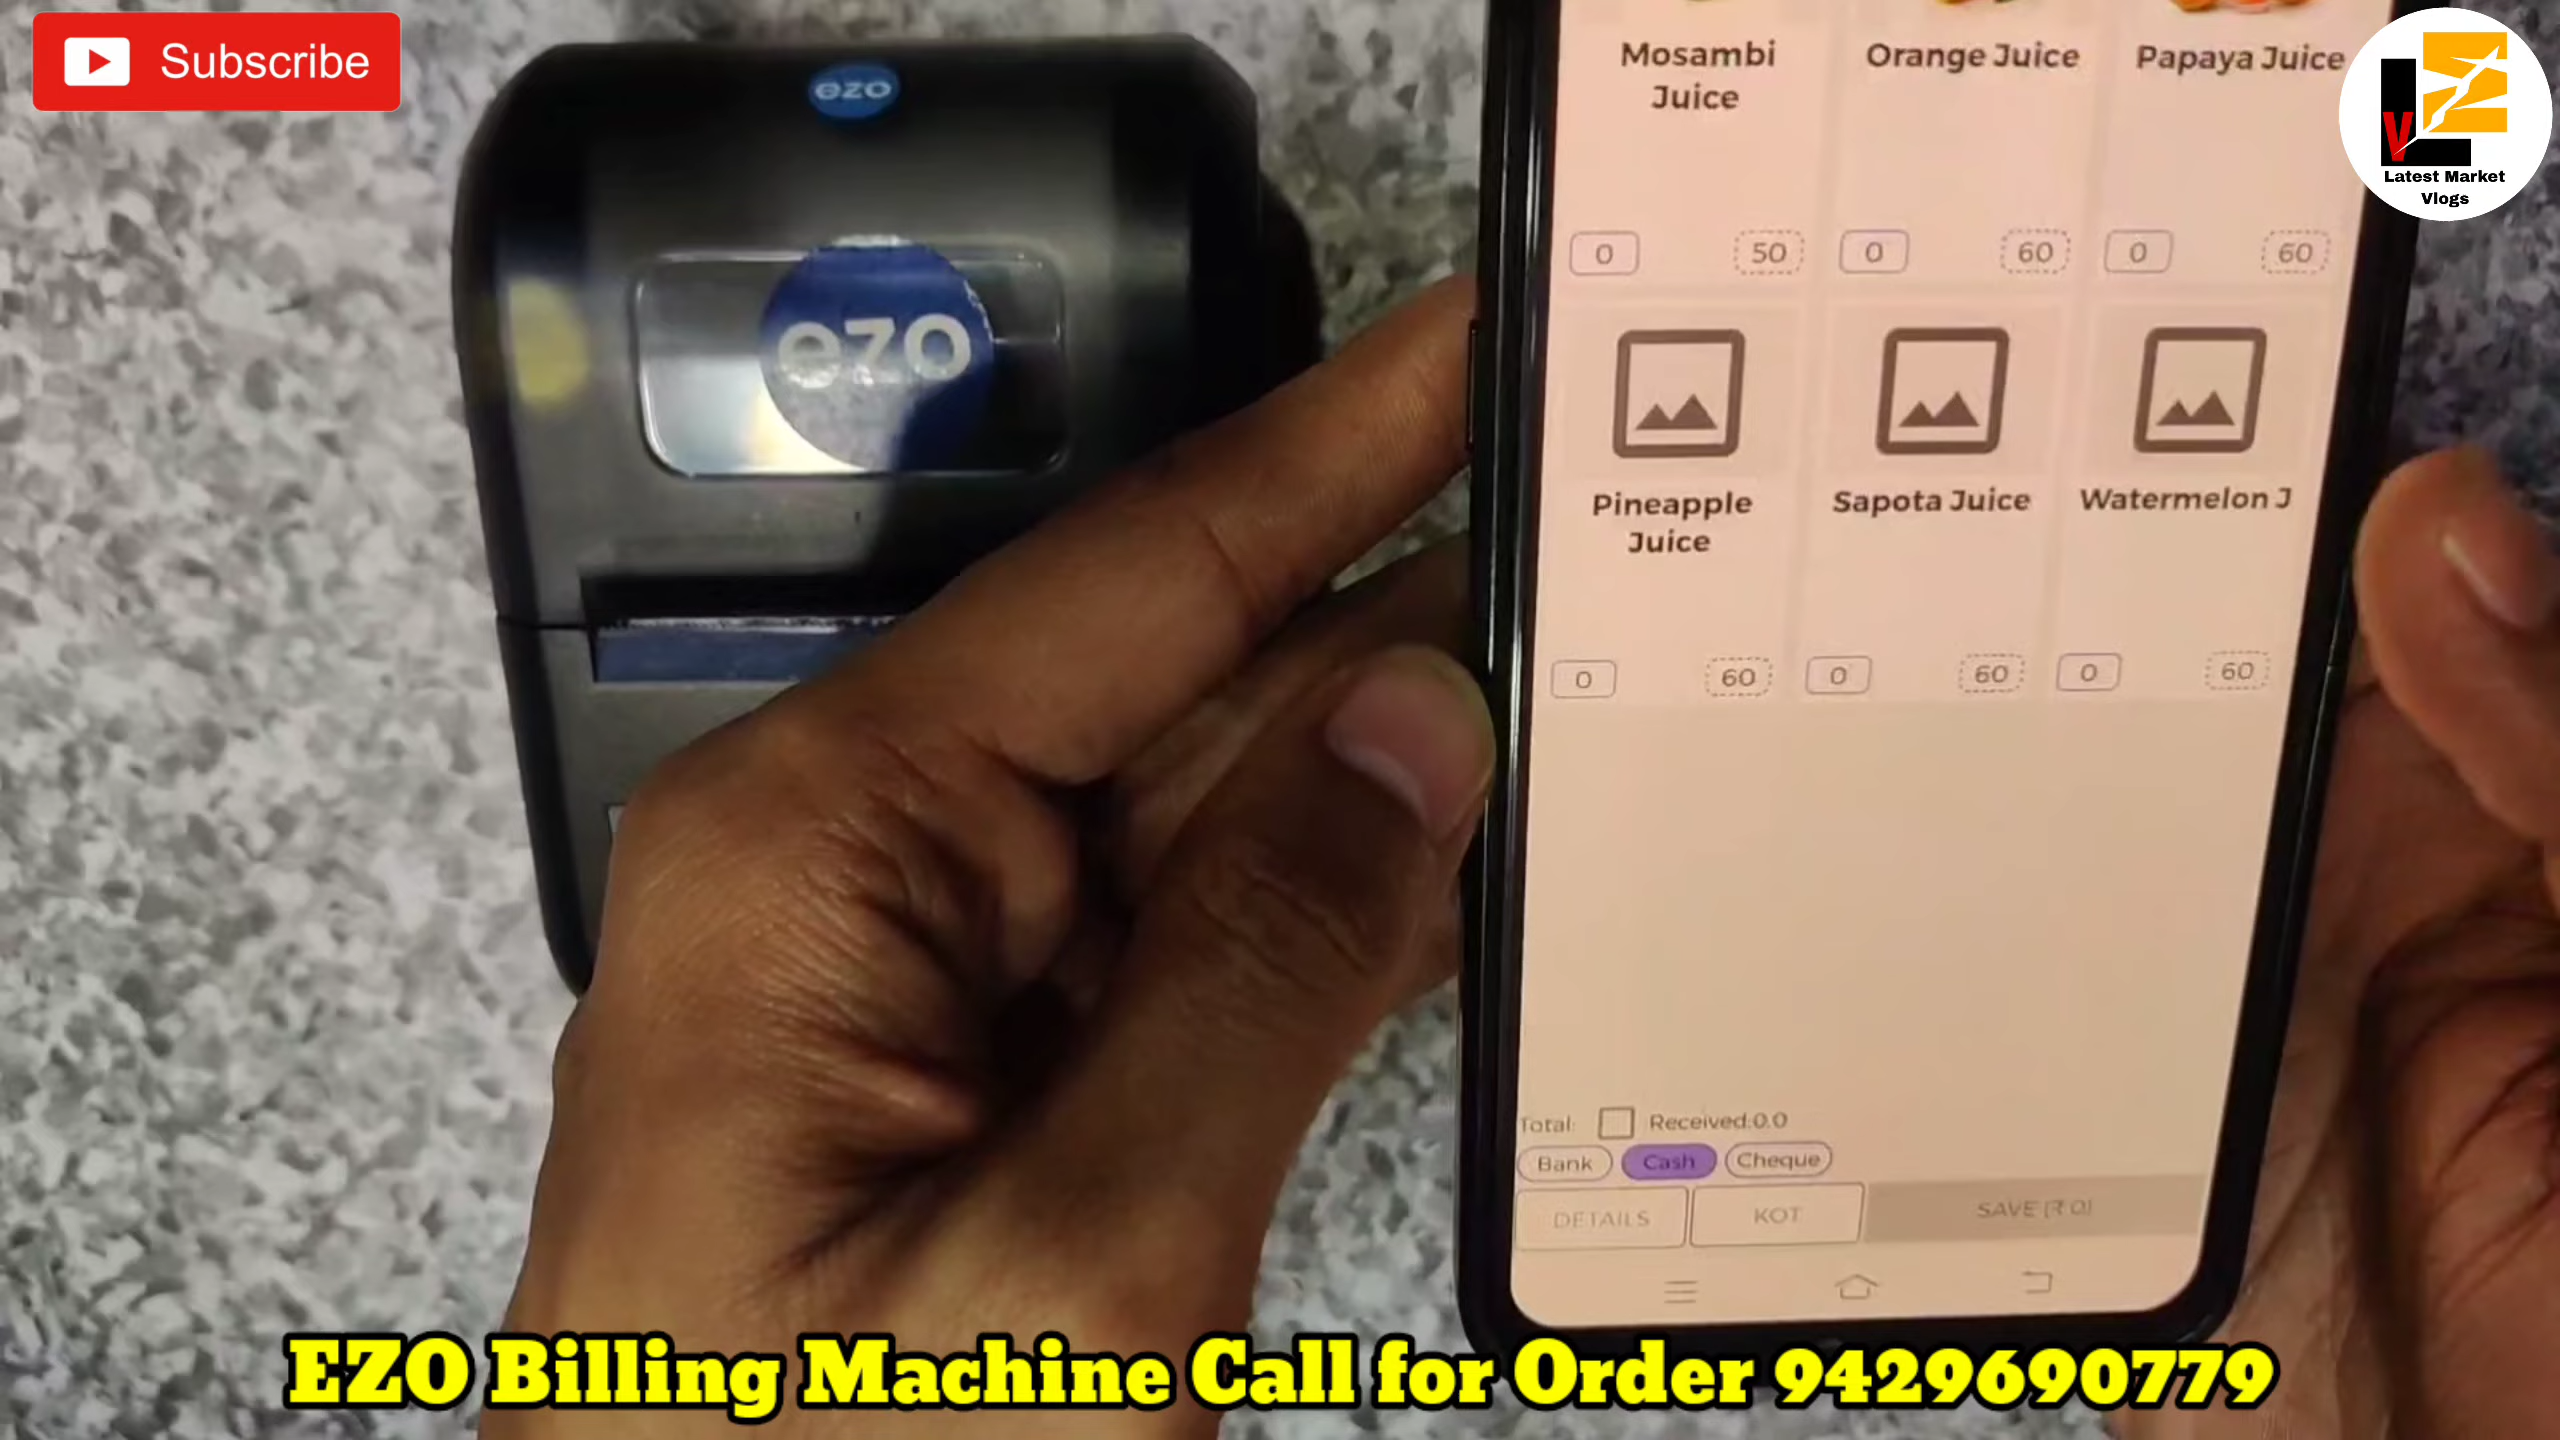 Subscribe
ezo
ezo
Mosambi
Juice
Orange Juice
Papaya Juice
Latest Market
Vlogs
0
50
0
60
0
60
Pineapple
Juice
Sapota Juice
Watermelon J
0
60
0
60
0
60
Total:
Received:0.0
Bank
Cash
Cheque
DETAILS
KOT
SAVE (₹ 0)
EZO Billing Machine Call for Order 9429690779